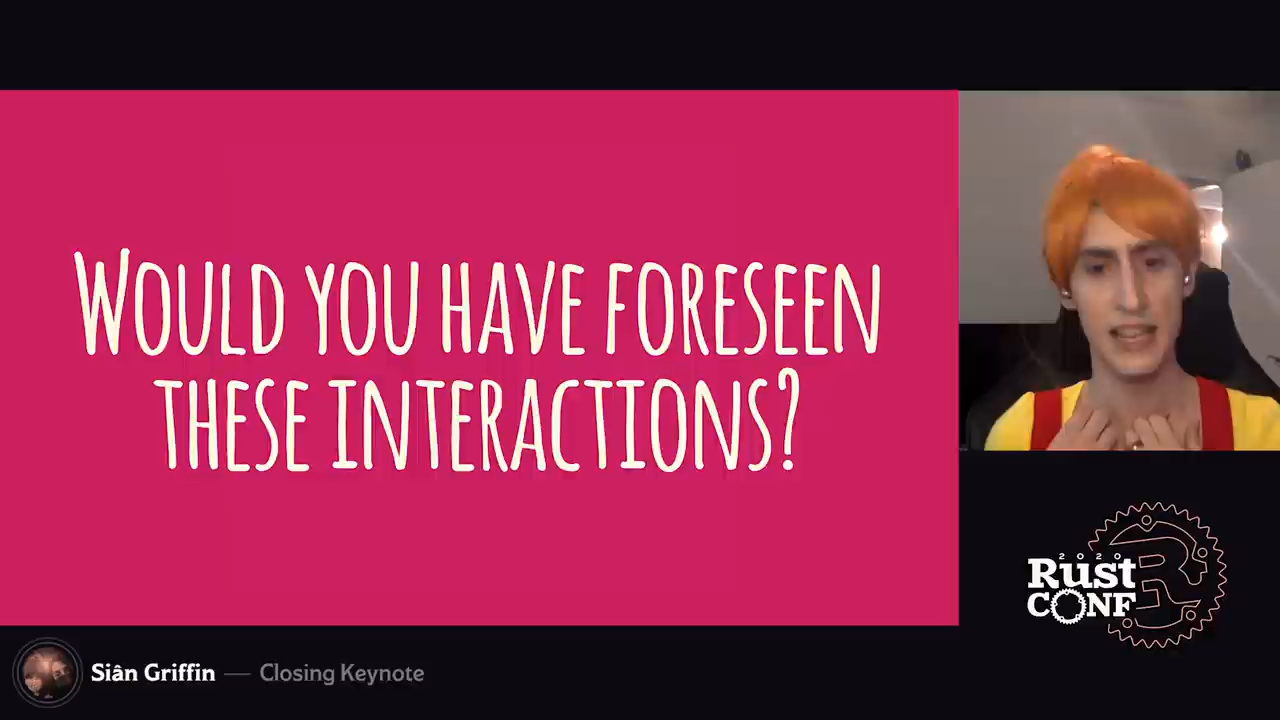 Would you have foreseen
these interactions?
2020
Rust
CONF
Siân Griffin — Closing Keynote